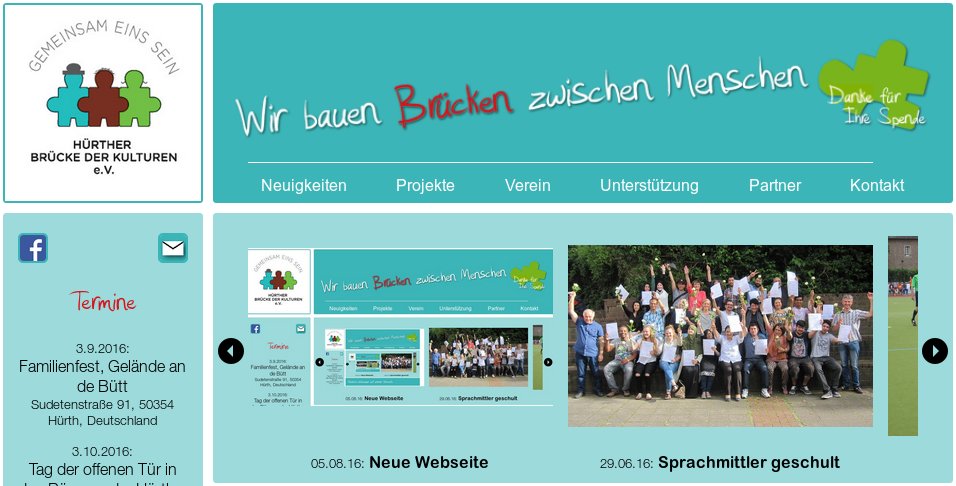 GEMEINSAM EINS SEIN
HÜRTHER
BRÜCKE DER KULTUREN
e.V.
Wir bauen Brücken zwischen Menschen
Danke für
Ihre Spende
Neuigkeiten Projekte Verein Unterstützung Partner Kontakt
f
Termine
3.9.2016:
Familienfest, Gelände an
de Bütt
Sudetenstraße 91, 50354
Hürth, Deutschland
3.10.2016:
Tag der offenen Tür in
GEMEINSAM EINS SEIN
HÜRTHER
BRÜCKE DER KULTUREN
e.V.
Wir bauen Brücken zwischen Menschen
Danke für
Ihre Spende
Neuigkeiten Projekte Verein Unterstützung Partner Kontakt
Termine
3.9.2016:
Familienfest, Gelände an
de Bütt
Sudetenstraße 91, 50354
Hürth, Deutschland
3.10.2016:
Tag der offenen Tür in
05.08.16: Neue Webseite
29.06.16: Sprachmittler geschult
05.08.16: Neue Webseite
29.06.16: Sprachmittler geschult